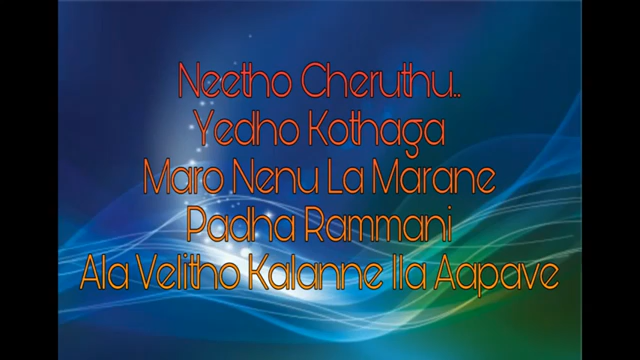 Neetho Cheruthu..
Yedho Kothaga
Maro Nenu La Marane
Padha Rammani
Ala Velitho Kalanne Ila Aapave